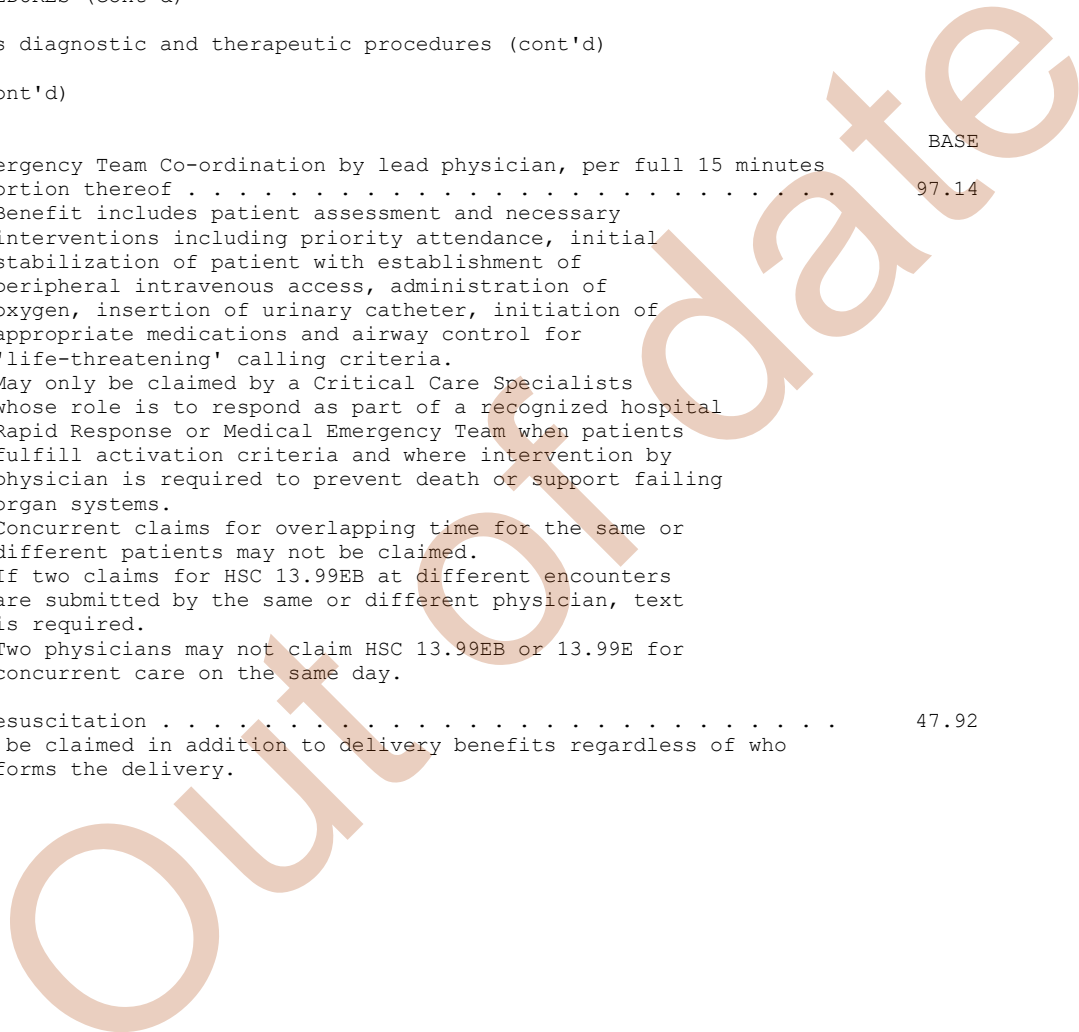 EDURES (cont'd)
s diagnostic and therapeutic procedures (cont'd)
ont'd)
BASE
ergency Team Co-ordination by lead physician, per full 15 minutes
ortion thereof . . . . . . . . . . . . . . . . . . . . . . . . . . 97.14
Benefit includes patient assessment and necessary
interventions including priority attendance, initial
stabilization of patient with establishment of
peripheral intravenous access, administration of
oxygen, insertion of urinary catheter, initiation of
appropriate medications and airway control for
'life-threatening' calling criteria.
May only be claimed by a Critical Care Specialists
whose role is to respond as part of a recognized hospital
Rapid Response or Medical Emergency Team when patients
fulfill activation criteria and where intervention by
physician is required to prevent death or support failing
organ systems.
Concurrent claims for overlapping time for the same or
different patients may not be claimed.
If two claims for HSC 13.99EB at different encounters
are submitted by the same or different physician, text
is required.
Two physicians may not claim HSC 13.99EB or 13.99E for
concurrent care on the same day.
esuscitation . . . . . . . . . . . . . . . . . . . . . . . . . . . 47.92
be claimed in addition to delivery benefits regardless of who
forms the delivery.
Out of date